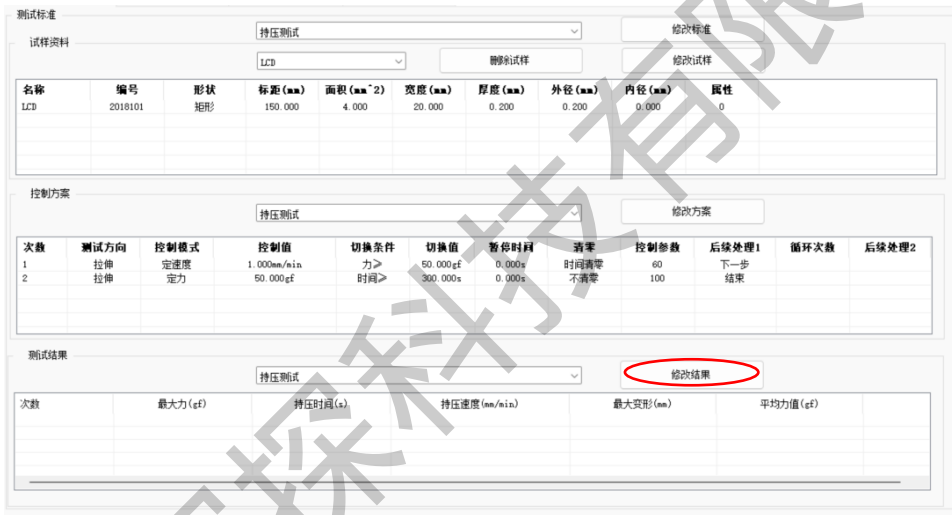 测试标准
持压测试 修改标准
试样资料
LCD 删除试样 修改试样
名称 编号 形状 标距(mm) 面积(mm^2) 宽度(mm) 厚度(mm) 外径(mm) 内径(mm) 属性
LCD 2018101 矩形 150.000 4.000 20.000 0.200 0.200 0.000 0
控制方案
持压测试 修改方案
次数 测试方向 控制模式 控制值 切换条件 切换值 暂停时间 清零 控制参数 后续处理1 循环次数 后续处理2
1 拉伸 定速度 1.000mm/min 力≥ 50.000gf 0.000s 时间清零 60 下一步
2 拉伸 定力 50.000gf 时间≥ 300.000s 0.000s 不清零 100 结束
测试结果
持压测试 修改结果
次数 最大力(gf) 持压时间(s) 持压速度(mm/min) 最大变形(mm) 平均力值(gf)
探科技有限